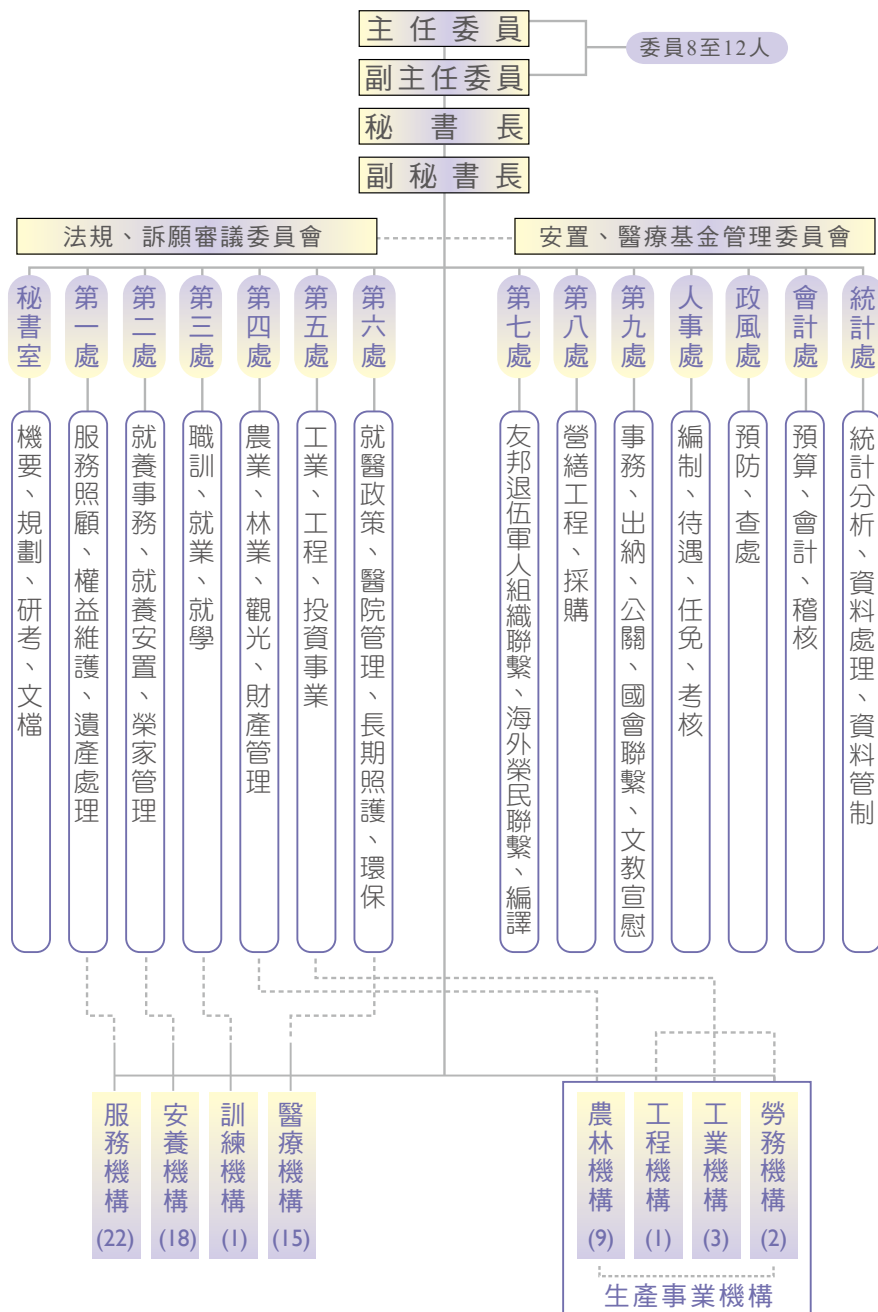 主任委員
委員8至12人
副主任委員
秘書長
副秘書長
法規、訴願審議委員會
安置、醫療基金管理委員會
秘書室
第一處
第二處
第三處
第四處
第五處
第六處
第七處
第八處
第九處
人事處
政風處
會計處
統計處
機要、規劃、研考、文檔
服務照顧、權益維護、遺產處理
就養事務、就養安置、榮家管理
職訓、就業、就學
農業、林業、觀光、財產管理
工業、工程、投資事業
就醫政策、醫院管理、長期照護、環保
友邦退伍軍人組織聯繫、海外榮民聯繫、編譯
營繕工程、採購
事務、出納、公關、國會聯繫、文教宣慰
編制、待遇、任免、考核
預防、查處
預算、會計、稽核
統計分析、資料處理、資料管制
服務機構
(22)
安養機構
(18)
訓練機構
(1)
醫療機構
(15)
農林機構
(9)
工程機構
(1)
工業機構
(3)
勞務機構
(2)
生產事業機構